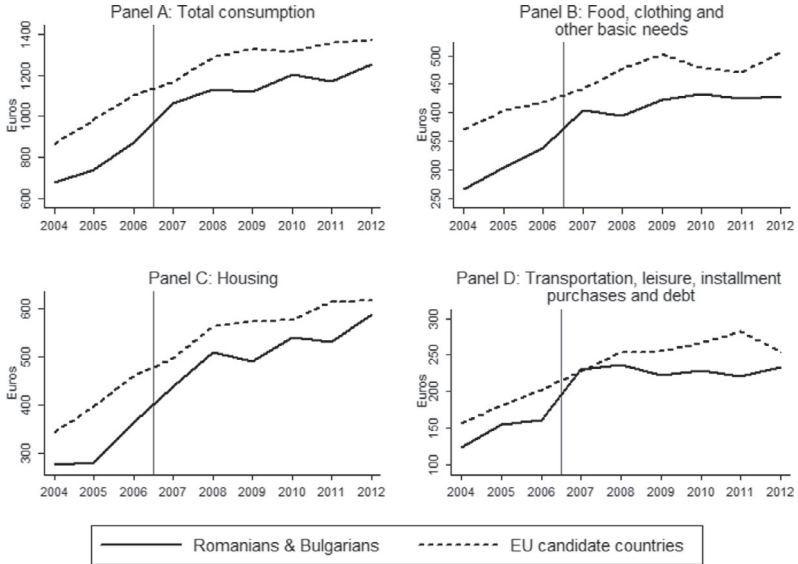 Panel A: Total consumption
Euros
1400
1200
1000
800
600
2004 2005 2006 2007 2008 2009 2010 2011 2012
Panel B: Food, clothing and
other basic needs
Euros
500
450
400
350
300
250
2004 2005 2006 2007 2008 2009 2010 2011 2012
Panel C: Housing
Euros
600
500
400
300
2004 2005 2006 2007 2008 2009 2010 2011 2012
Panel D: Transportation, leisure, installment
purchases and debt
Euros
300
250
200
150
100
2004 2005 2006 2007 2008 2009 2010 2011 2012
Romanians & Bulgarians
EU candidate countries